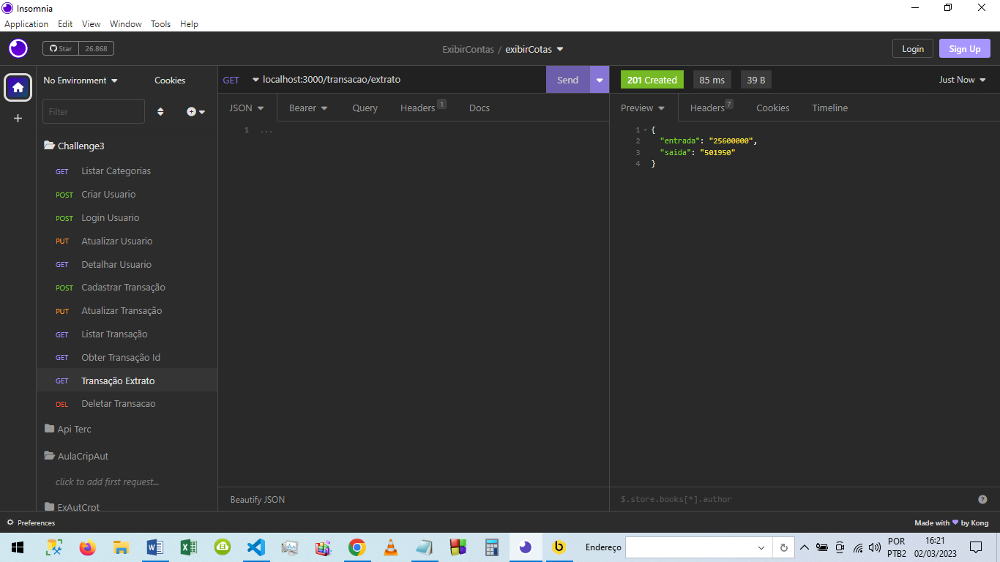 Insomnia
Application Edit View Window Tools Help
Star 26.868
ExibirContas / exibirCotas
Login Sign Up
No Environment Cookies
GET localhost:3000/transacao/extrato Send
201 Created 85 ms 39 B Just Now
Filter
JSON Bearer Query Headers 1 Docs
Preview Headers 7 Cookies Timeline
1 ...
1 {
2 "entrada": "25600000",
3 "saida": "501950"
4 }
Challenge3
GET Listar Categorias
POST Criar Usuario
POST Login Usuario
PUT Atualizar Usuario
GET Detalhar Usuario
POST Cadastrar Transação
PUT Atualizar Transação
GET Listar Transação
GET Obter Transação Id
GET Transação Extrato
DEL Deletar Transacao
Api Terc
AulaCripAut
click to add first request...
ExAutCrpt
Beautify JSON
$.store.books[*].author
Preferences
Made with by Kong
Endereço
POR
PTB2
16:21
02/03/2023